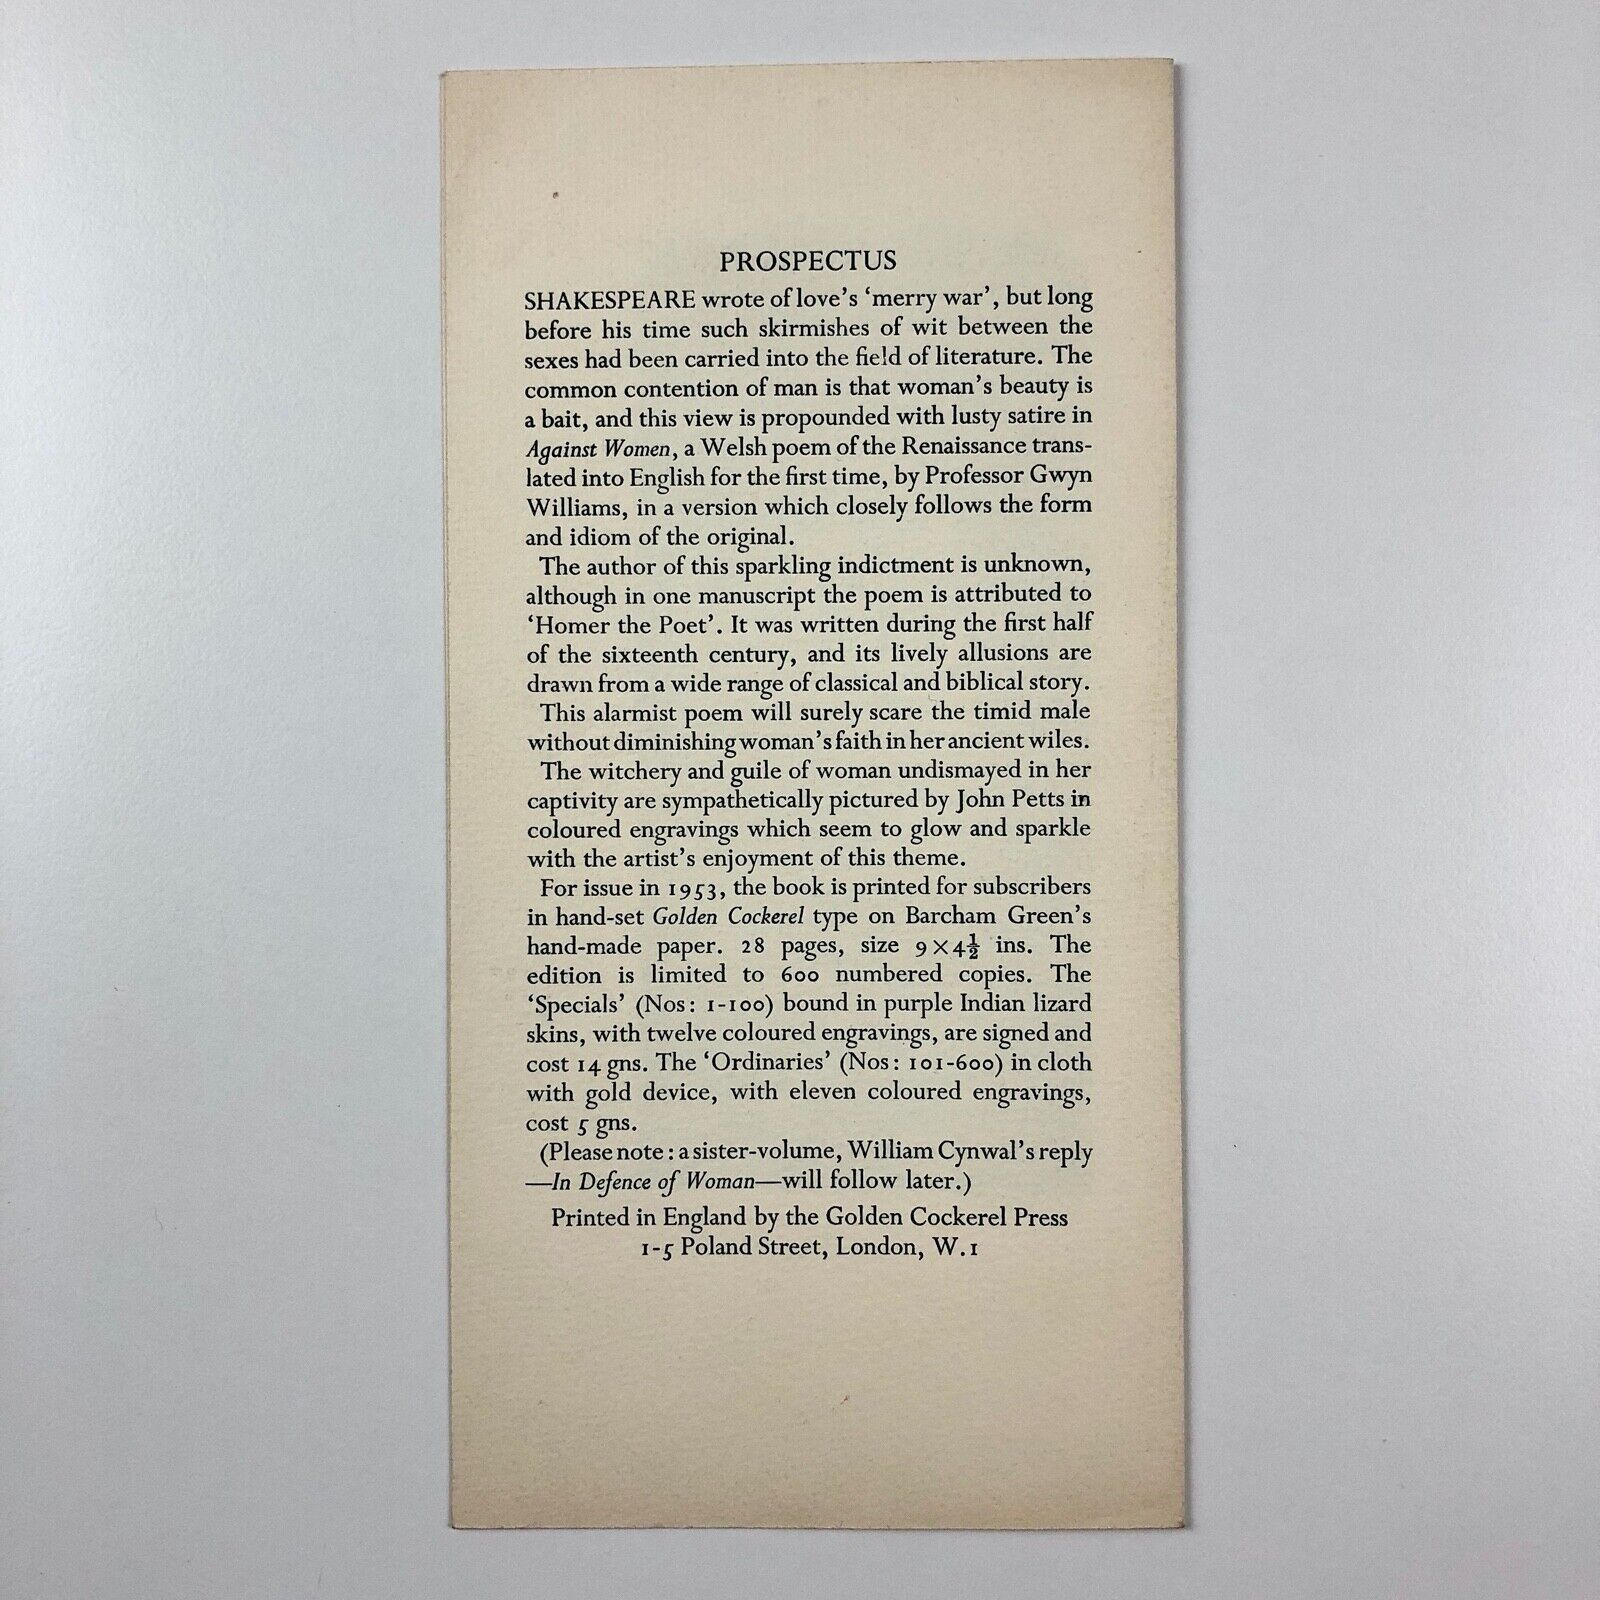 PROSPECTUS
SHAKESPEARE wrote of love's ‘merry war’, but long
before his time such skirmishes of wit between the
sexes had been carried into the field of literature. The
common contention of man is that woman's beauty is
a bait, and this view is propounded with lusty satire in
Against Women, a Welsh poem of the Renaissance trans-
lated into English for the first time, by Professor Gwyn
Williams, in a version which closely follows the form
and idiom of the original.
The author of this sparkling indictment is unknown,
although in one manuscript the poem is attributed to
‘Homer the Poet’. It was written during the first half
of the sixteenth century, and its lively allusions are
drawn from a wide range of classical and biblical story.
This alarmist poem will surely scare the timid male
without diminishing woman's faith in her ancient wiles.
The witchery and guile of woman undismayed in her
captivity are sympathetically pictured by John Petts in
coloured engravings which seem to glow and sparkle
with the artist's enjoyment of this theme.
For issue in 1953, the book is printed for subscribers
in hand-set Golden Cockerel type on Barcham Green's
hand-made paper. 28 pages, size 9×4½ ins. The
edition is limited to 600 numbered copies. The
‘Specials’ (Nos: 1-100) bound in purple Indian lizard
skins, with twelve coloured engravings, are signed and
cost 14 gns. The ‘Ordinaries’ (Nos: 101-600) in cloth
with gold device, with eleven coloured engravings,
cost 5 gns.
(Please note: a sister-volume, William Cynwal's reply
—In Defence of Woman—will follow later.)
Printed in England by the Golden Cockerel Press
1-5 Poland Street, London, W.1